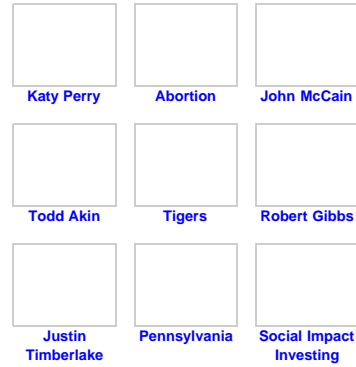 Katy Perry Abortion John McCain
Todd Akin Tigers Robert Gibbs
Justin Timberlake Pennsylvania Social Impact Investing